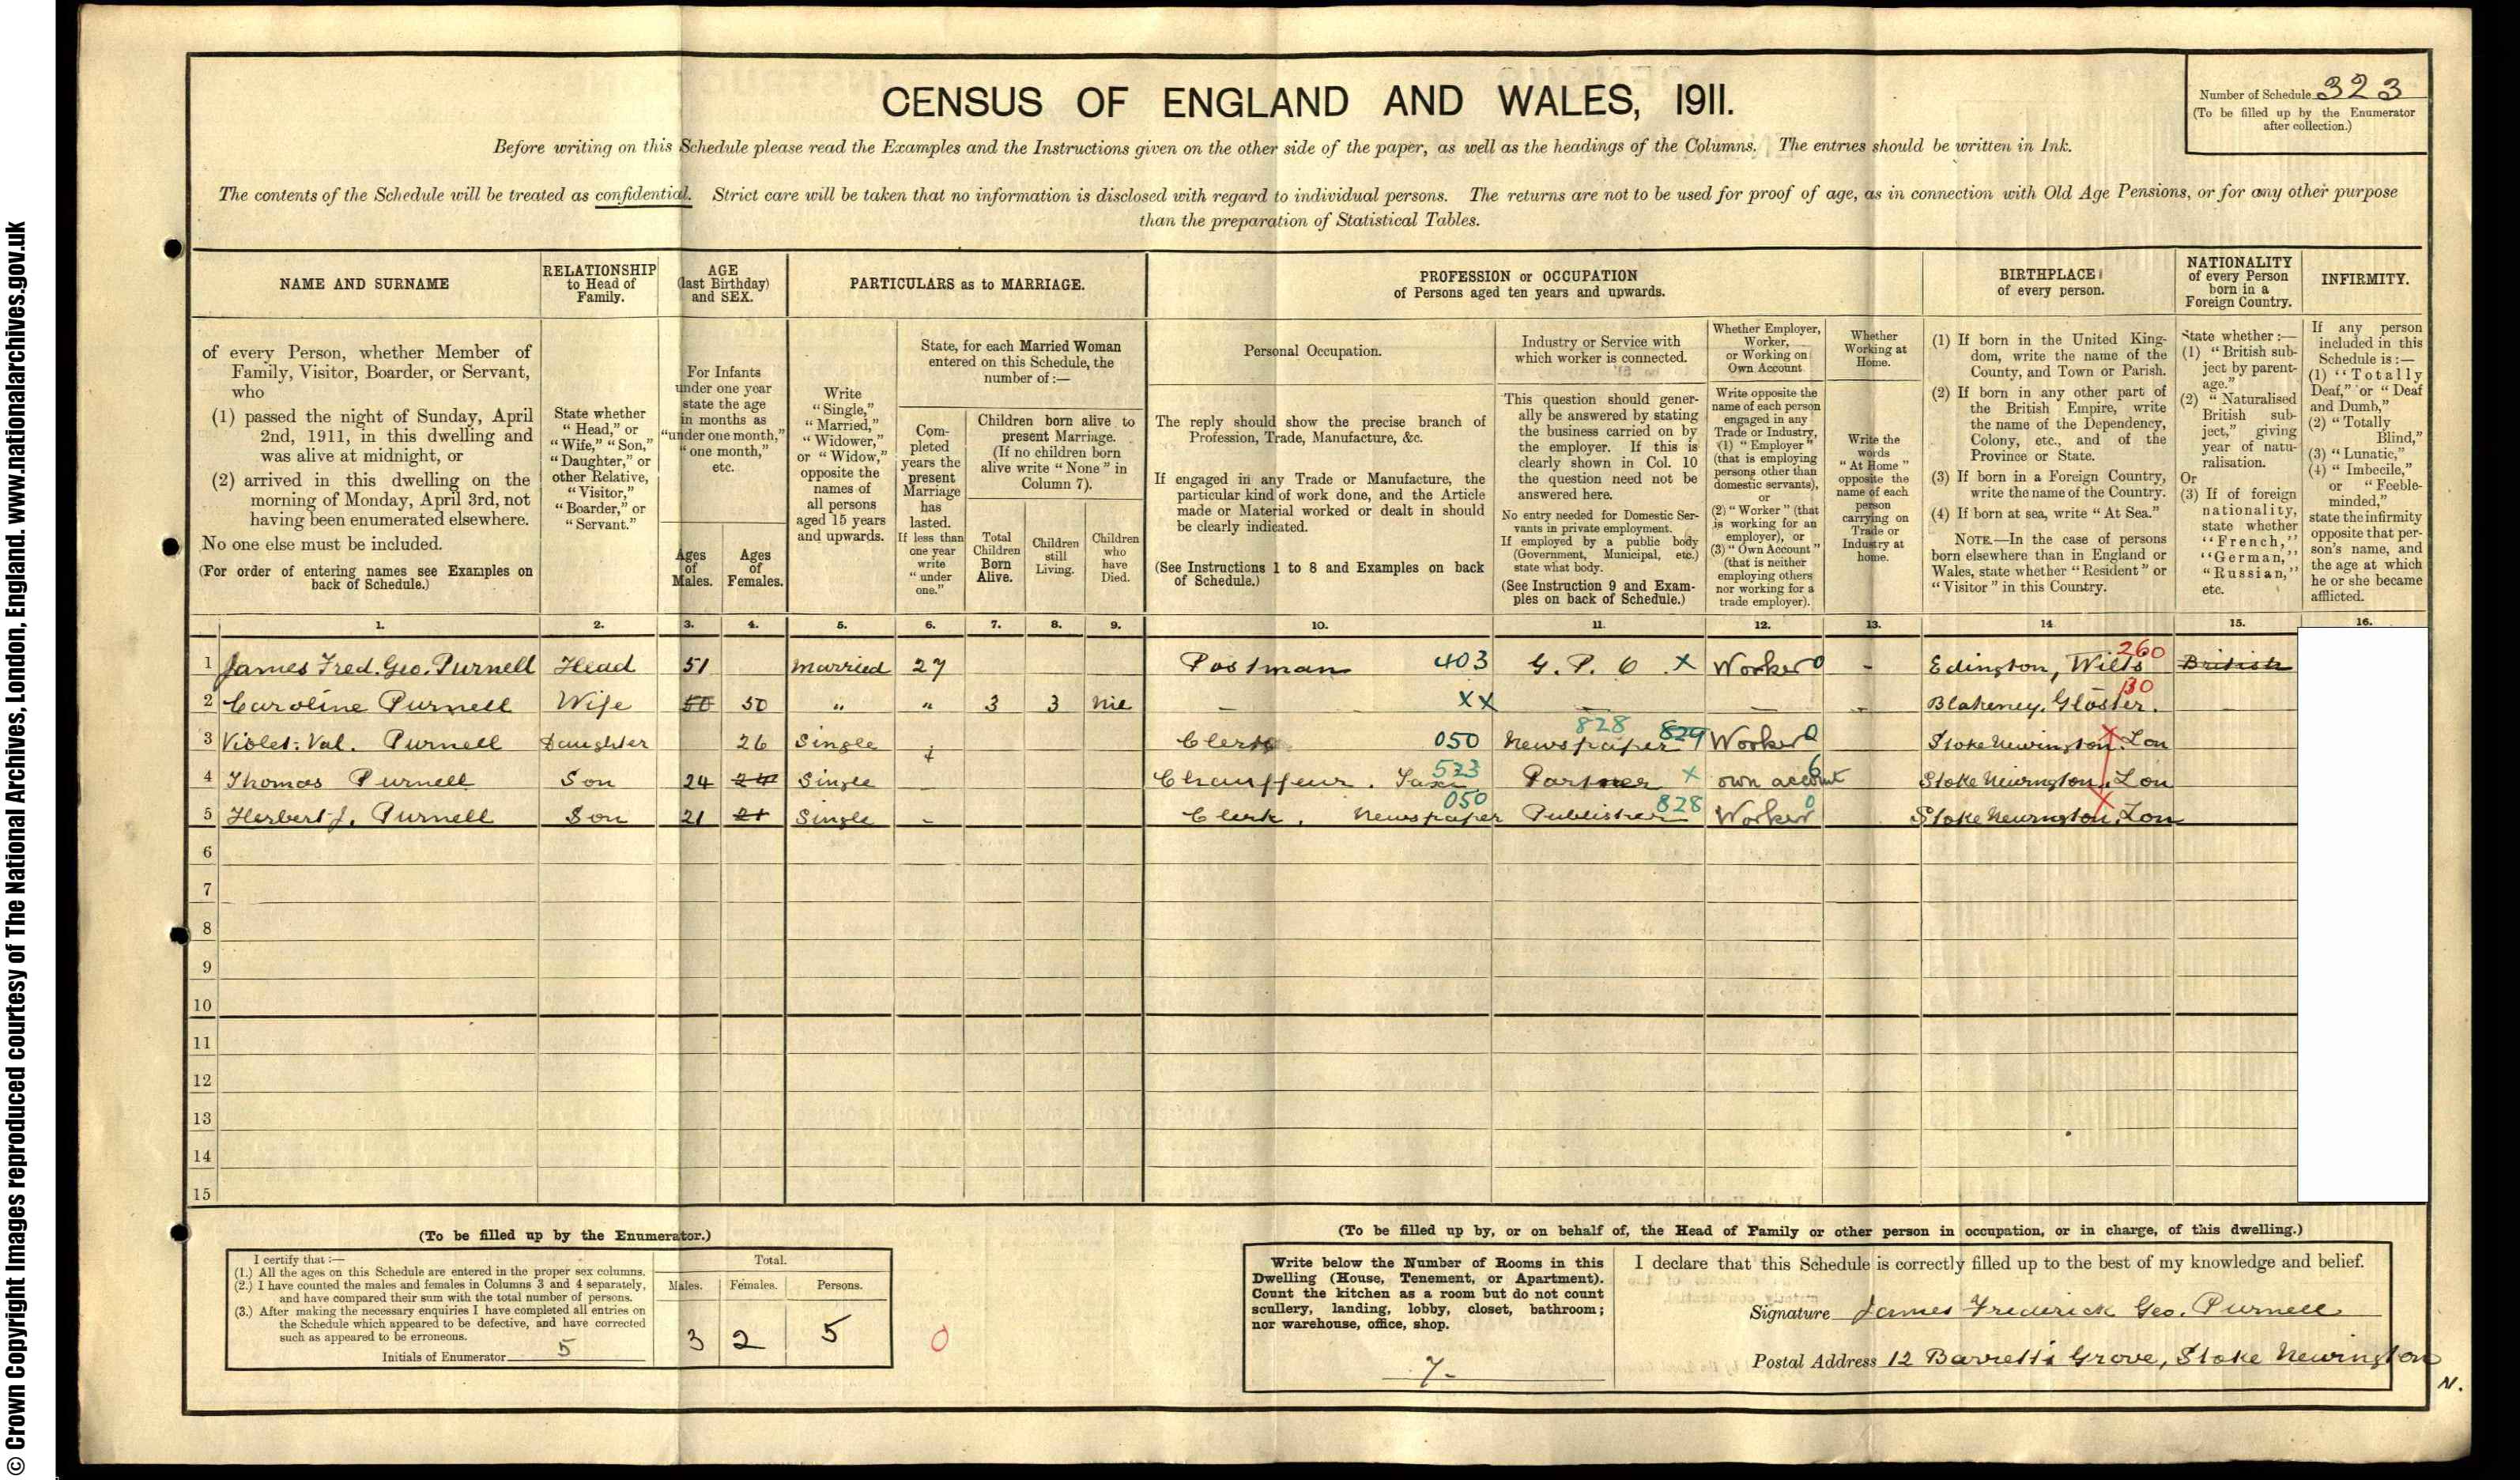 © Crown Copyright Images reproduced courtesy of The National Archives, London, England. www.nationalarchives.gov.uk
CENSUS OF ENGLAND AND WALES, 1911.
Number of Schedule 323
(To be filled up by the Enumerator
after collection.)
Before writing on this Schedule please read the Examples and the Instructions given on the other side of the paper, as well as the headings of the Columns. The entries should be written in Ink.
The contents of the Schedule will be treated as confidential. Strict care will be taken that no information is disclosed with regard to individual persons. The returns are not to be used for proof of age, as in connection with Old Age Pensions, or for any other purpose
than the preparation of Statistical Tables.
NAME AND SURNAME
of every Person, whether Member of
Family, Visitor, Boarder, or Servant,
who
(1) passed the night of Sunday, April
2nd, 1911, in this dwelling and
was alive at midnight, or
(2) arrived in this dwelling on the
morning of Monday, April 3rd, not
having been enumerated elsewhere.
No one else must be included.
(For order of entering names see Examples on
back of Schedule.)
RELATIONSHIP
to Head of
Family.
State whether
"Head," or
"Wife," "Son,"
"Daughter," or
other Relative,
"Visitor,"
"Boarder," or
"Servant."
AGE
(last Birthday)
and SEX.
For Infants
under one year
state the age
in months as
"under one month,"
"one month,"
etc.
Ages
of
Males.
Ages
of
Females.
PARTICULARS as to MARRIAGE.
Write
"Single,"
"Married,"
"Widower,"
or "Widow,"
opposite the
names of
all persons
aged 15 years
and upwards.
State, for each Married Woman
entered on this Schedule, the
number of :—
Com-
pleted
years the
present
Marriage
has
lasted.
If less than
one year
write
"under
one."
Children born alive to
present Marriage.
(If no children born
alive write "None" in
Column 7).
Total
Children
Born
Alive.
Children
still
Living.
Children
who
have
Died.
PROFESSION or OCCUPATION
of Persons aged ten years and upwards.
Personal Occupation.
The reply should show the precise branch of
Profession, Trade, Manufacture, &c.
If engaged in any Trade or Manufacture, the
particular kind of work done, and the Article
made or Material worked or dealt in should
be clearly indicated.
(See Instructions 1 to 8 and Examples on back
of Schedule.)
Industry or Service with
which worker is connected.
This question should gener-
ally be answered by stating
the business carried on by
the employer. If this is
clearly shown in Col. 10
the question need not be
answered here.
No entry needed for Domestic Ser-
vants in private employment.
If employed by a public body
(Government, Municipal, etc.)
state what body.
(See Instruction 9 and Exam-
ples on back of Schedule.)
Whether Employer,
Worker,
or Working on
Own Account
Write opposite the
name of each person
engaged in any
Trade or Industry,
(1) "Employer"
(that is employing
persons other than
domestic servants),
or
(2) "Worker" (that
is working for an
employer), or
(3) "Own Account"
(that is neither
employing others
nor working for a
trade employer).
Whether
Working at
Home.
Write the
words
"At Home"
opposite the
name of each
person
carrying on
Trade or
Industry at
home.
BIRTHPLACE
of every person.
(1) If born in the United King-
dom, write the name of the
County, and Town or Parish.
(2) If born in any other part of
the British Empire, write
the name of the Dependency,
Colony, etc., and of the
Province or State.
(3) If born in a Foreign Country,
write the name of the Country.
(4) If born at sea, write "At Sea."
NOTE.—In the case of persons
born elsewhere than in England or
Wales, state whether "Resident" or
"Visitor" in this Country.
NATIONALITY
of every Person
born in a
Foreign Country.
State whether :—
(1) "British sub-
ject by parent-
age."
(2) "Naturalised
British sub-
ject," giving
year of natu-
ralisation.
Or
(3) If of foreign
nationality,
state whether
"French,"
"German,"
"Russian,"
etc.
INFIRMITY.
If any person
included in this
Schedule is :—
(1) "Totally
Deaf," or "Deaf
and Dumb,"
(2) "Totally
Blind,"
(3) "Lunatic,"
(4) "Imbecile,"
or "Feeble-
minded,"
state the infirmity
opposite that per-
son's name, and
the age at which
he or she became
afflicted.
1. 2. 3. 4. 5. 6. 7. 8. 9. 10. 11. 12. 13. 14 15. 16.
1 James Fred. Geo. Purnell Head 51 Married 27 Postman 403 G. P. O X Worker 0 - Edington, Wilts 260 British
2 Caroline Purnell Wife 50 50 " " 3 3 Nil — XX — — — Blakeney, Gloster. 130
3 Violet. Val. Purnell Daughter 26 Single Clerk 050 Newspaper 828 829 Worker 0 Stoke Newington. Lon
4 Thomas Purnell Son 24 24 Single Chauffeur. Taxi 523 Partner X own account 6 Stoke Newington, Lon
5 Herbert J. Purnell Son 21 21 Single - Clerk. Newspaper 050 Publisher 828 Worker 0 Stoke Newington, Lon
6
7
8
9
10
11
12
13
14
15
(To be filled up by the Enumerator.)
I certify that :—
(1.) All the ages on this Schedule are entered in the proper sex columns.
(2.) I have counted the males and females in Columns 3 and 4 separately,
and have compared their sum with the total number of persons.
(3.) After making the necessary enquiries I have completed all entries on
the Schedule which appeared to be defective, and have corrected
such as appeared to be erroneous.
Initials of Enumerator
Total.
Males. Females. Persons.
3 2 5
0
(To be filled up by, or on behalf of, the Head of Family or other person in occupation, or in charge, of this dwelling.)
Write below the Number of Rooms in this
Dwelling (House, Tenement, or Apartment).
Count the kitchen as a room but do not count
scullery, landing, lobby, closet, bathroom;
nor warehouse, office, shop.
7-
I declare that this Schedule is correctly filled up to the best of my knowledge and belief.
Signature James Frederick Geo. Purnell
Postal Address 12 Barretts Grove, Stoke Newington
N.